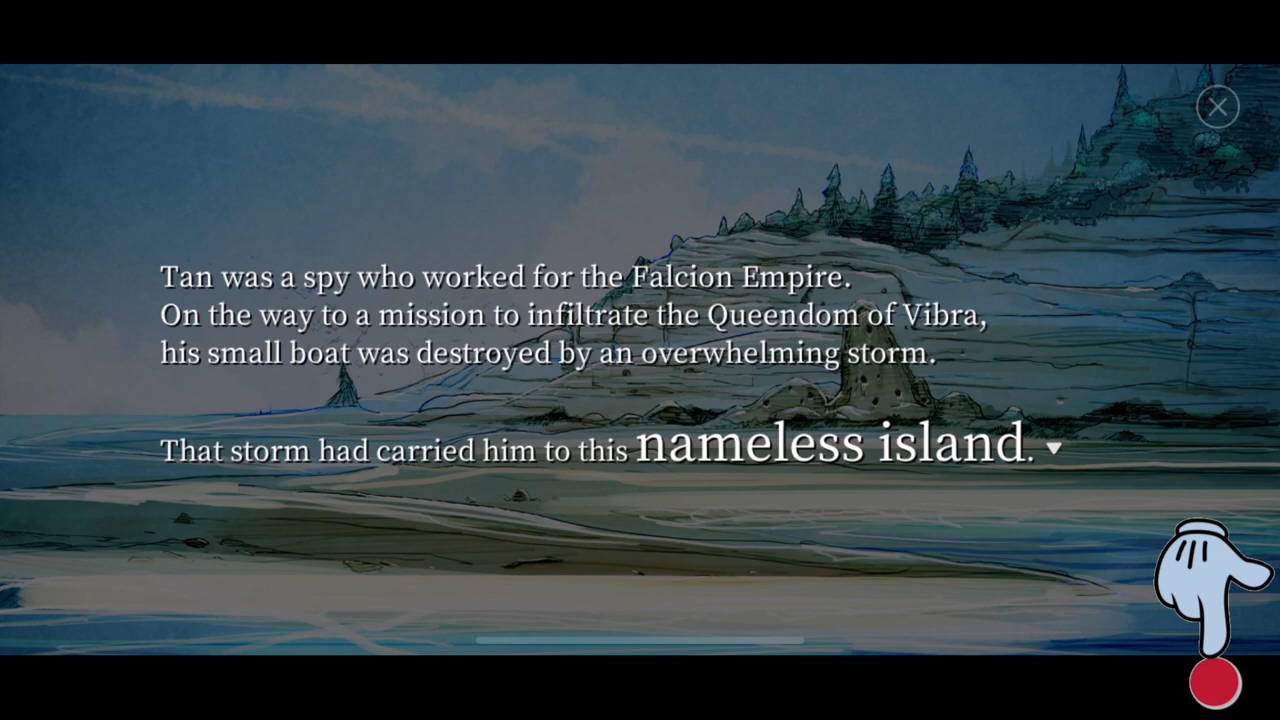 Tan was a spy who worked for the Falcion Empire.
On the way to a mission to infiltrate the Queendom of Vibra,
his small boat was destroyed by an overwhelming storm.
That storm had carried him to this nameless island.